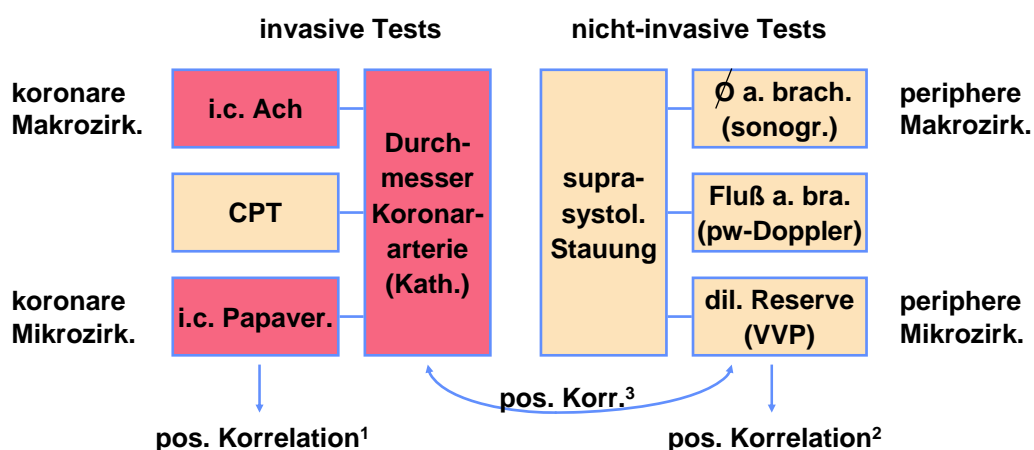 invasive Tests
nicht-invasive Tests
koronare
Makrozirk.
i.c. Ach
CPT
koronare
Mikrozirk.
i.c. Papaver.
Durch-
messer
Koronar-
arterie
(Kath.)
supra-
systol.
Stauung
Ø a. brach.
(sonogr.)
Fluß a. bra.
(pw-Doppler)
dil. Reserve
(VVP)
periphere
Makrozirk.
periphere
Mikrozirk.
pos. Korr.³
pos. Korrelation¹
pos. Korrelation²